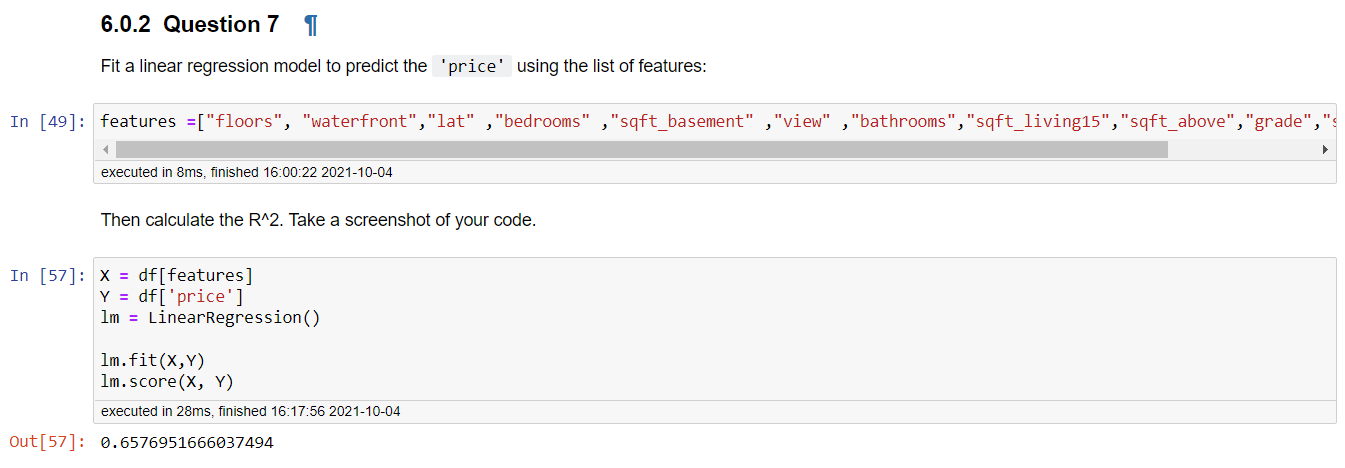 6.0.2 Question 7 ¶
Fit a linear regression model to predict the 'price' using the list of features:
In [49]: features =["floors", "waterfront","lat" ,"bedrooms" ,"sqft_basement" ,"view" ,"bathrooms","sqft_living15","sqft_above","grade","s
executed in 8ms, finished 16:00:22 2021-10-04
Then calculate the R^2. Take a screenshot of your code.
In [57]: X = df[features]
Y = df['price']
lm = LinearRegression()
lm.fit(X,Y)
lm.score(X, Y)
executed in 28ms, finished 16:17:56 2021-10-04
Out[57]: 0.6576951666037494